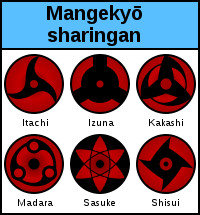 Mangekyō
sharingan
Itachi Izuna Kakashi
Madara Sasuke Shisui